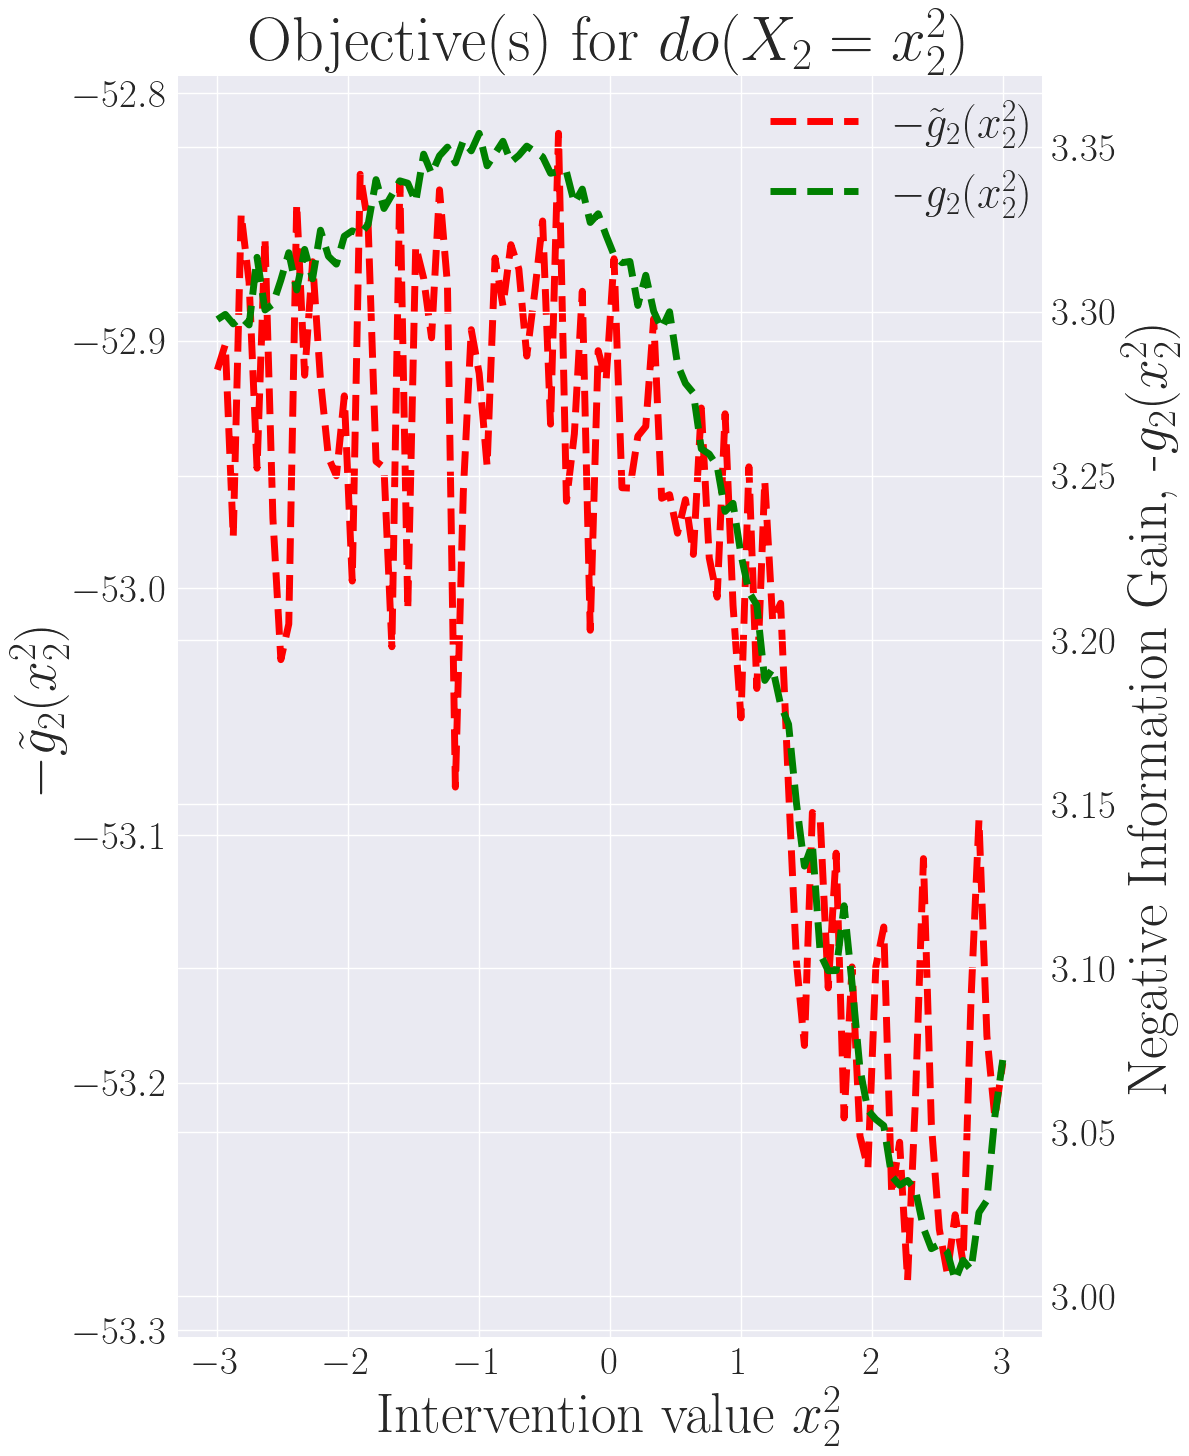 Objective(s) for do(X₂ = x₂²)
−g̃₂(x₂²)
−g₂(x₂²)
−52.8
−52.9
−53.0
−53.1
−53.2
−53.3
−g̃₂(x₂²)
3.35
3.30
3.25
3.20
3.15
3.10
3.05
3.00
Negative Information Gain, -g₂(x₂²)
−3 −2 −1 0 1 2 3
Intervention value x₂²